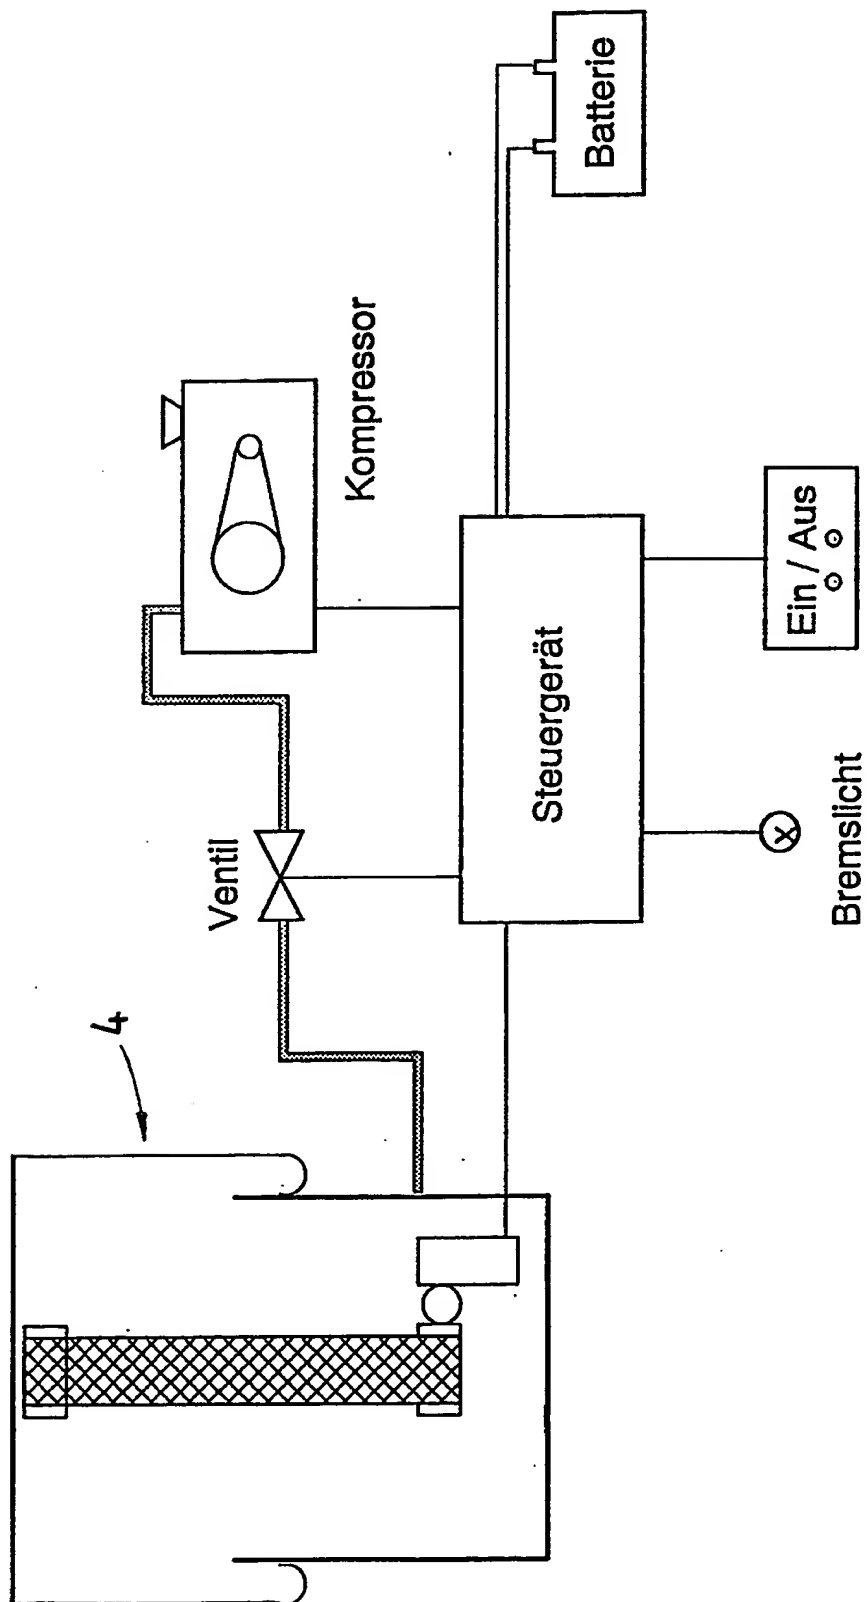 4
Ventil
Kompressor
Batterie
Steuergerät
Bremslicht
x
Ein / Aus